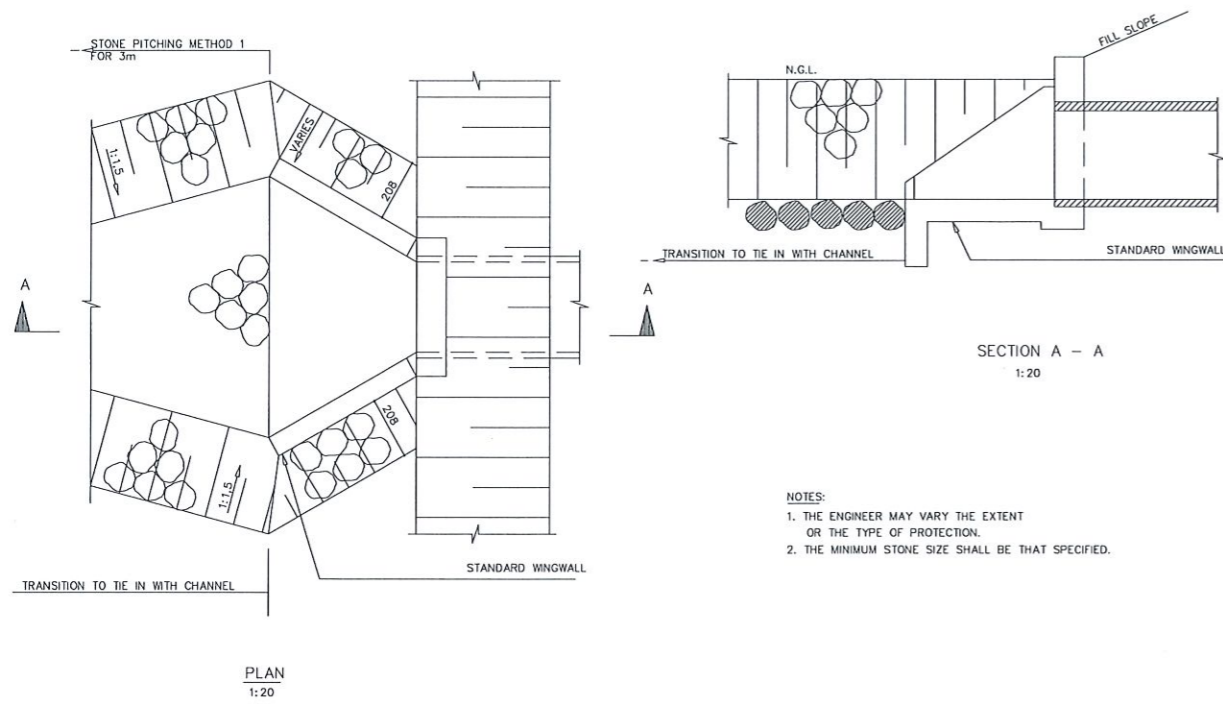 STONE PITCHING METHOD 1
FOR 3m
1:1,5
VARIES
208
A
A
208
1:1,5
STANDARD WINGWALL
TRANSITION TO TIE IN WITH CHANNEL
PLAN
1:20
FILL SLOPE
N.G.L.
TRANSITION TO TIE IN WITH CHANNEL
STANDARD WINGWALL
SECTION A – A
1:20
NOTES:
1. THE ENGINEER MAY VARY THE EXTENT
OR THE TYPE OF PROTECTION.
2. THE MINIMUM STONE SIZE SHALL BE THAT SPECIFIED.